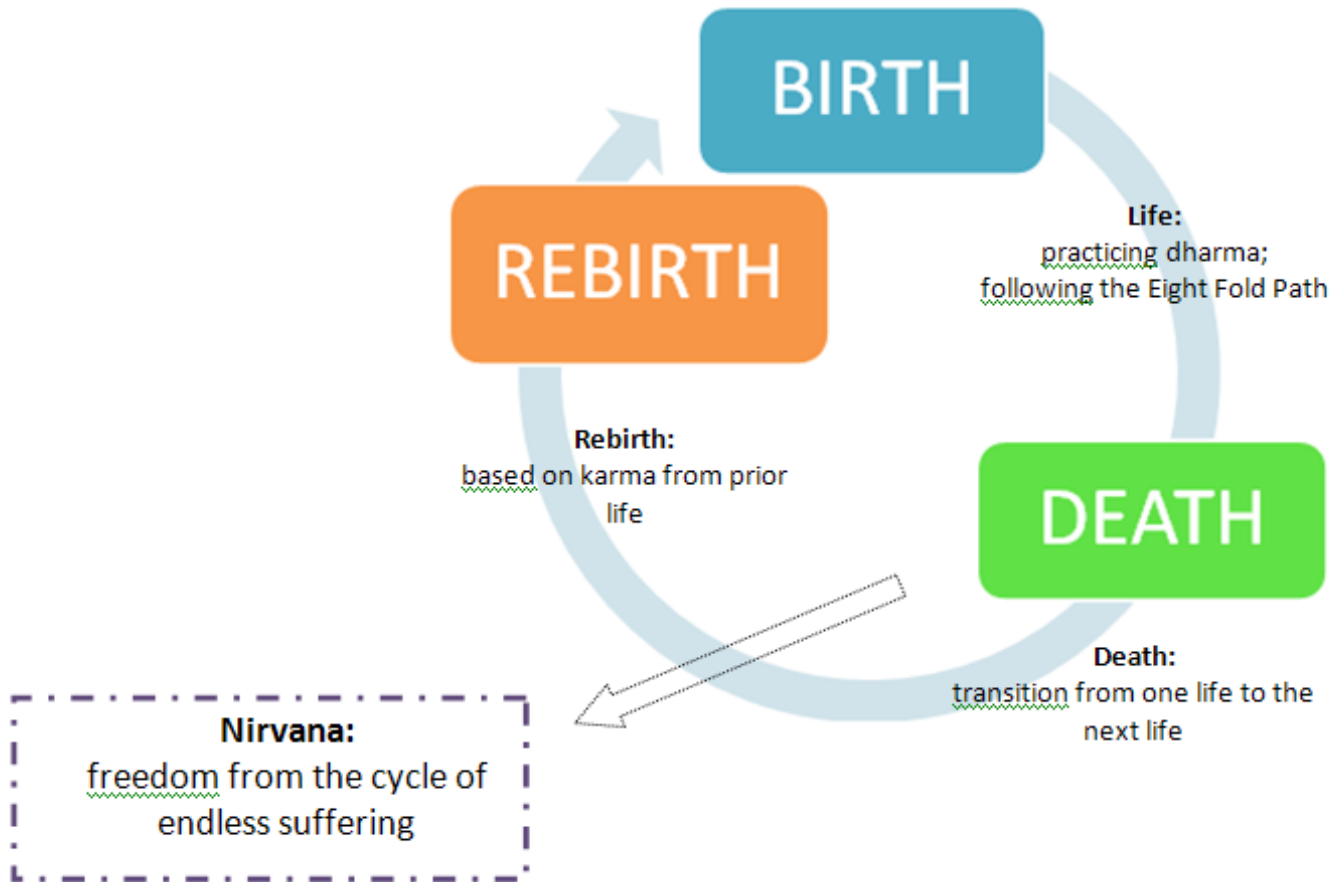 BIRTH
Life:
practicing dharma;
following the Eight Fold Path
REBIRTH
Rebirth:
based on karma from prior
life
DEATH
Death:
transition from one life to the
next life
Nirvana:
freedom from the cycle of
endless suffering